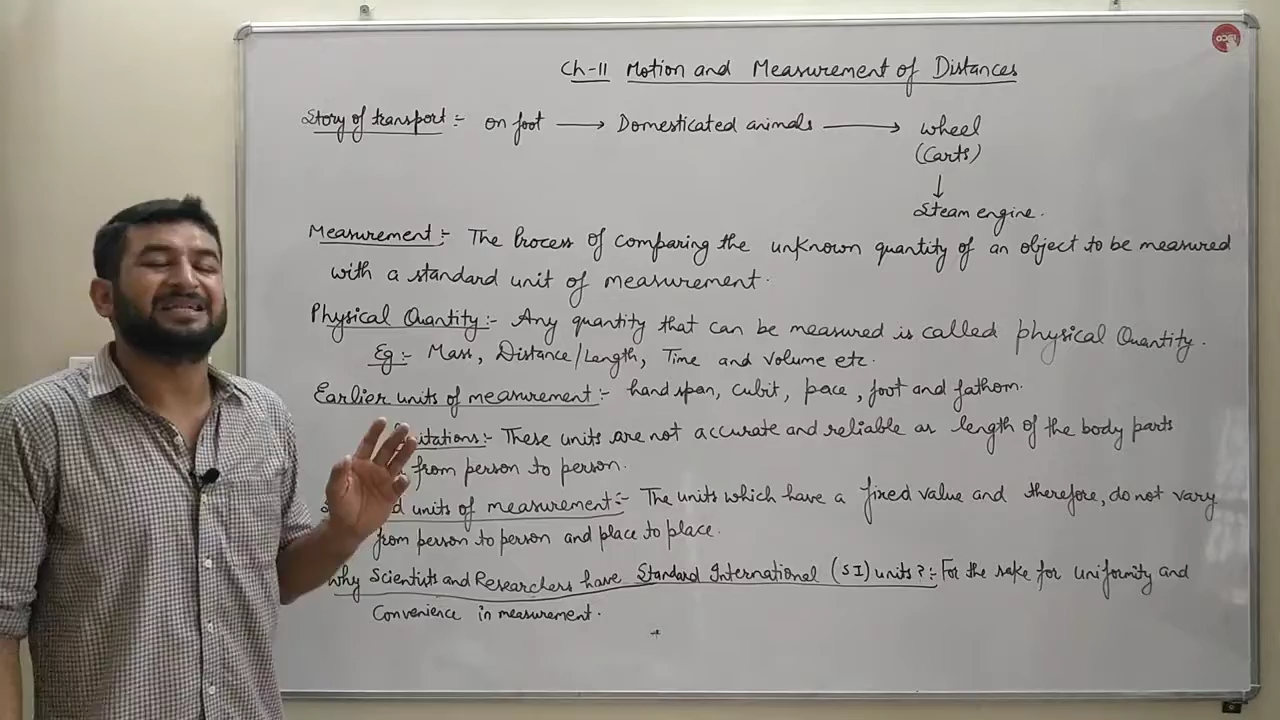 Ch-11 Motion and Measurement of Distances
Story of transport:- on foot → Domesticated animals → wheel
(Carts)
↓
Steam engine.
Measurement:- The Process of comparing the unknown quantity of an object to be measured
with a standard unit of measurement.
Physical Quantity:- Any quantity that can be measured is called physical Quantity.
Eg:- Mass, Distance/Length, Time and Volume etc.
Earlier units of measurement:- hand span, cubit, pace, foot and fathom.
itations:- These units are not accurate and reliable as length of the body parts
from person to person.
d units of measurement:- The units which have a fixed value and therefore, do not vary
from person to person and place to place.
Why Scientists and Researchers have Standard International (SI) units?:- For the sake for uniformity and
Convenience in measurement.